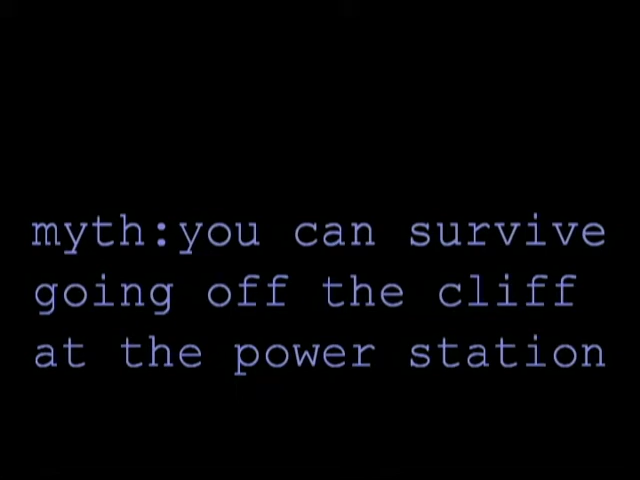 myth:you can survive
going off the cliff
at the power station